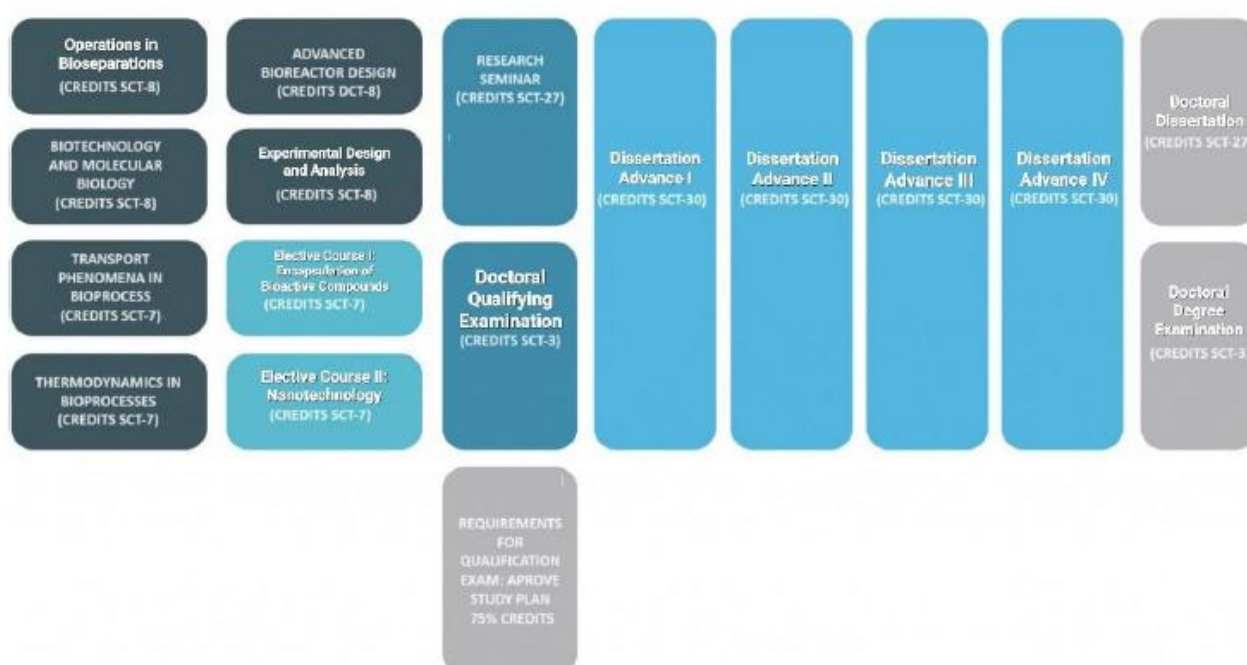 Operations in
Bioseparations
(CREDITS SCT-8)
BIOTECHNOLOGY
AND MOLECULAR
BIOLOGY
(CREDITS SCT-8)
TRANSPORT
PHENOMENA IN
BIOPROCESS
(CREDITS SCT-7)
THERMODYNAMICS IN
BIOPROCESSES
(CREDITS SCT-7)
ADVANCED
BIOREACTOR DESIGN
(CREDITS DCT-8)
Experimental Design
and Analysis
(CREDITS SCT-8)
Elective Course I:
Encapsulation of
Bioactive Compounds
(CREDITS SCT-7)
Elective Course II:
Nanotechnology
(CREDITS SCT-7)
RESEARCH
SEMINAR
(CREDITS SCT-27)
Doctoral
Qualifying
Examination
(CREDITS SCT-3)
REQUIREMENTS
FOR
QUALIFICATION
EXAM: APROVE
STUDY PLAN
75% CREDITS
Dissertation
Advance I
(CREDITS SCT-30)
Dissertation
Advance II
(CREDITS SCT-30)
Dissertation
Advance III
(CREDITS SCT-30)
Dissertation
Advance IV
(CREDITS SCT-30)
Doctoral
Dissertation
(CREDITS SCT-27
Doctoral
Degree
Examination
(CREDITS SCT-3